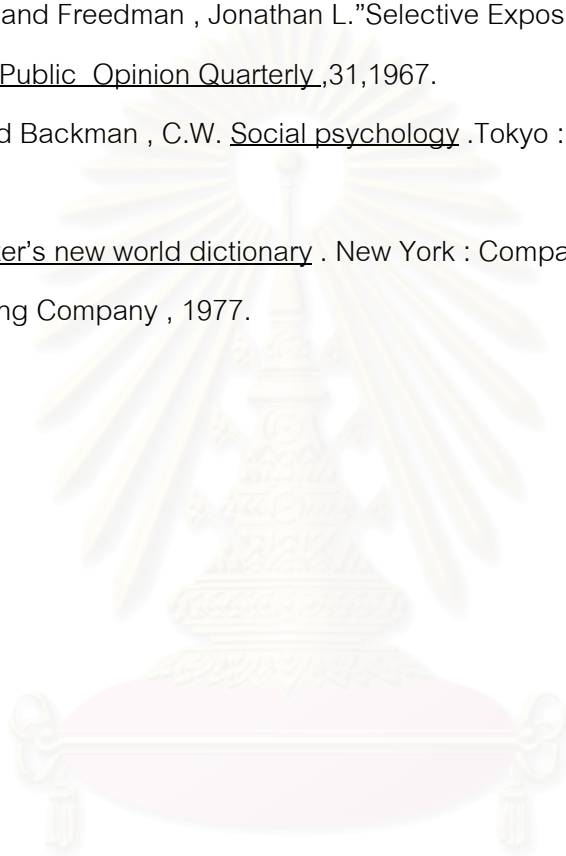 and Freedman , Jonathan L.”Selective Expos
Public Opinion Quarterly ,31,1967.
d Backman , C.W. Social psychology .Tokyo :
er’s new world dictionary . New York : Compa
ng Company , 1977.